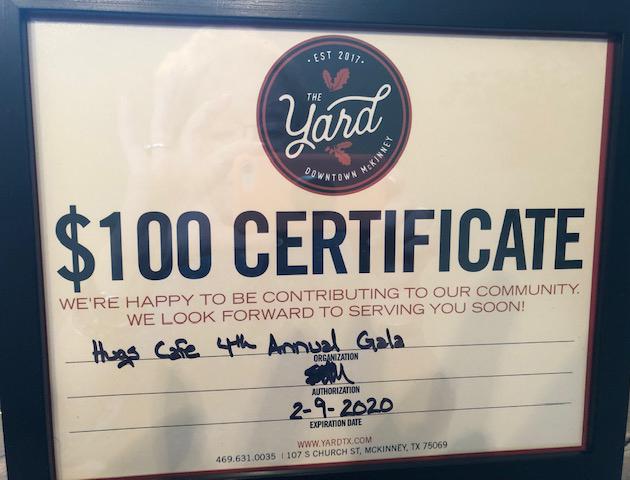 EST 2017
THE
Yard
DOWNTOWN McKINNEY
$100 CERTIFICATE
WE'RE HAPPY TO BE CONTRIBUTING TO OUR COMMUNITY.
WE LOOK FORWARD TO SERVING YOU SOON!
Hugs Cafe 4th Annual Gala
ORGANIZATION
AUTHORIZATION
2-9-2020
EXPIRATION DATE
WWW.YARDTX.COM
469.631.0035 | 107 S CHURCH ST, MCKINNEY, TX 75069